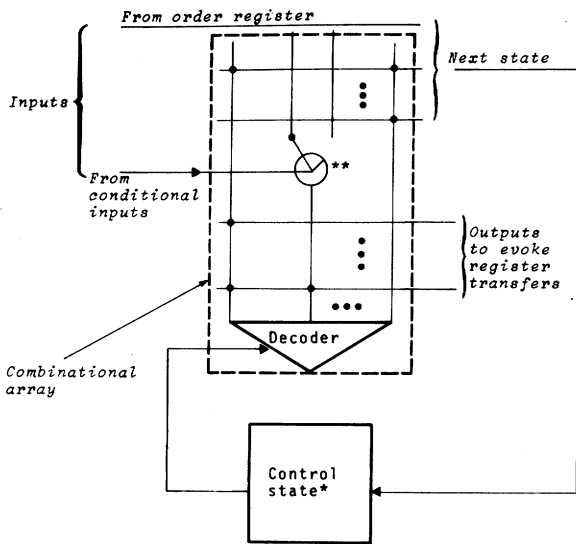 From order register
Next state
Inputs
**
From
conditional
inputs
Outputs
to evoke
register
transfers
Decoder
Combinational
array
Control
state*